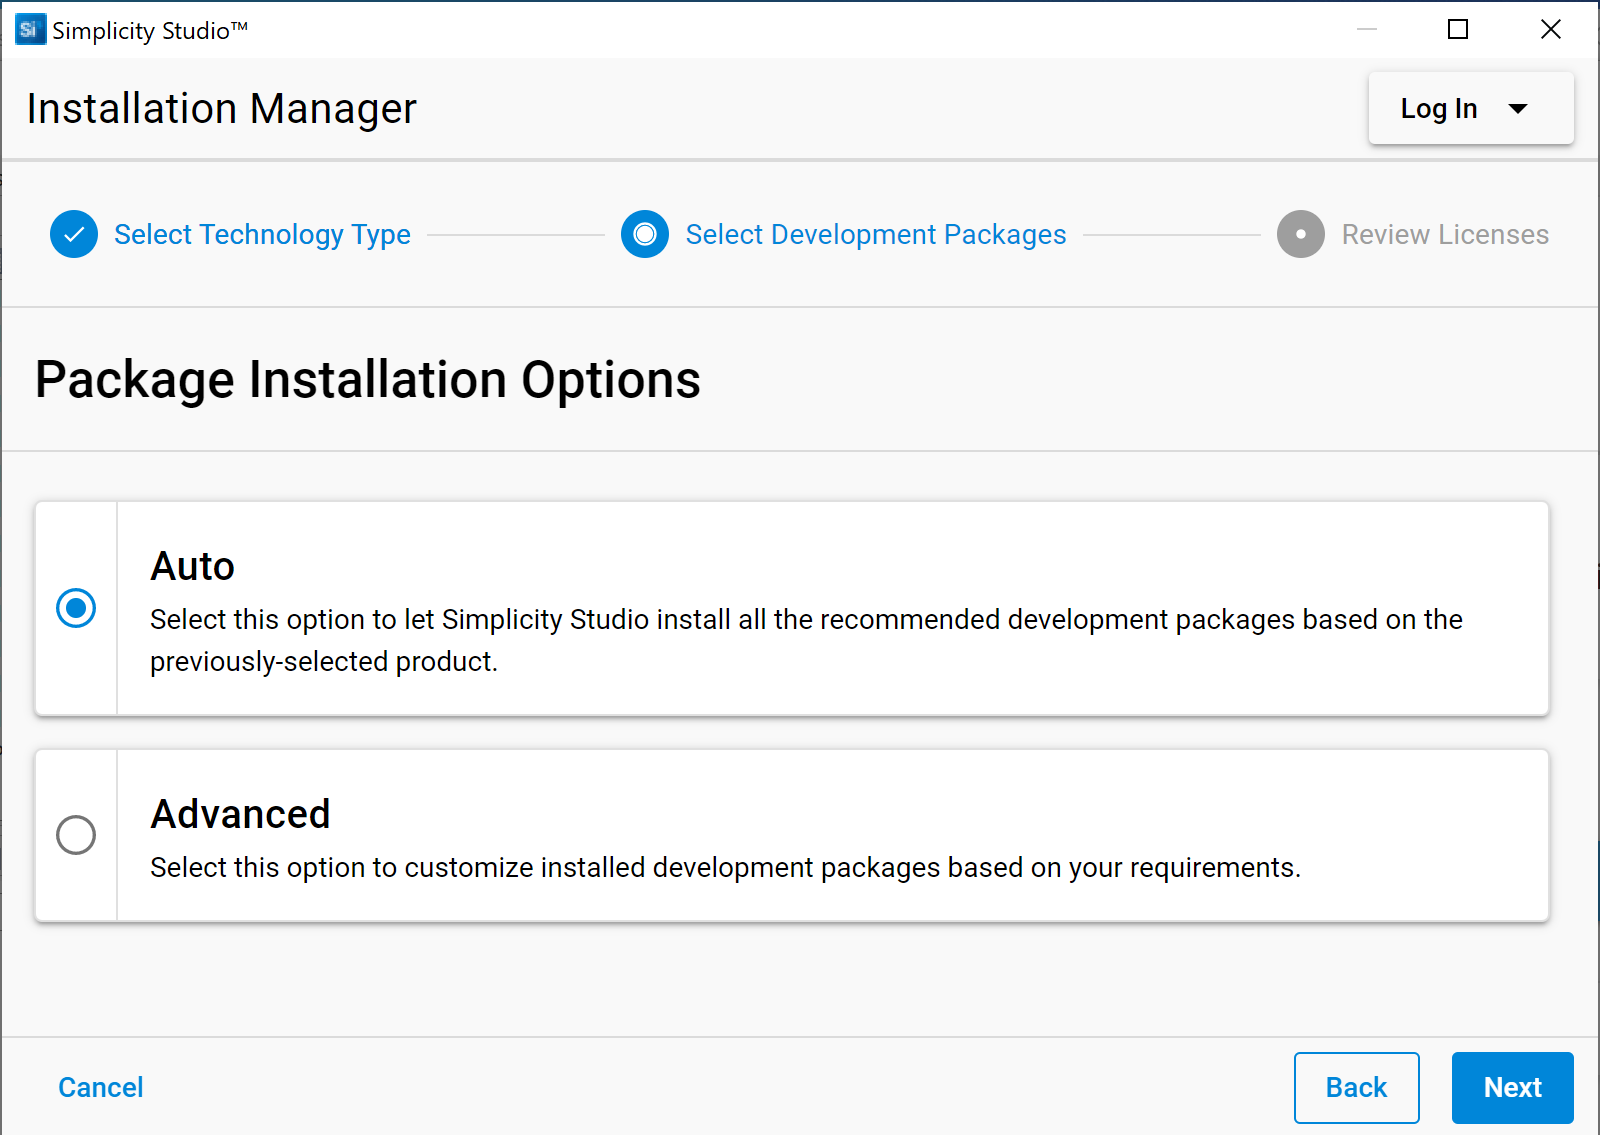 Si Simplicity Studio™
Installation Manager
Log In
Select Technology Type
Select Development Packages
Review Licenses
Package Installation Options
Auto
Select this option to let Simplicity Studio install all the recommended development packages based on the
previously-selected product.
Advanced
Select this option to customize installed development packages based on your requirements.
Cancel
Back
Next